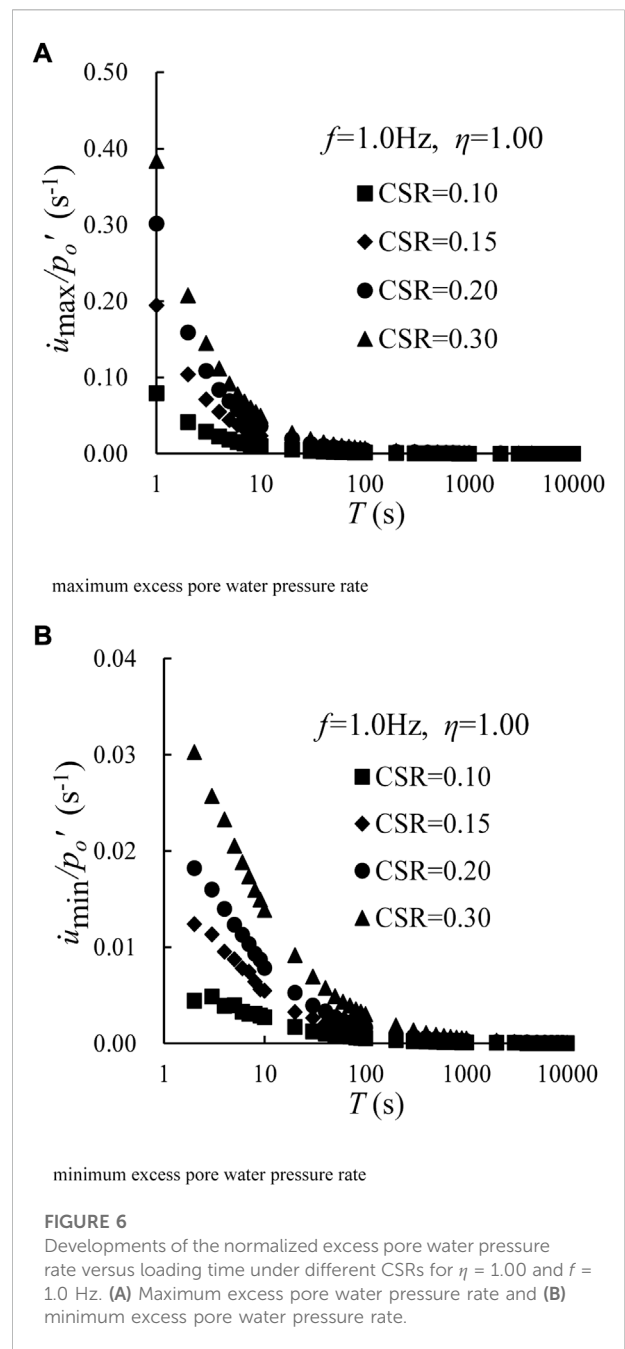 A
0.50
0.40
0.30
0.20
0.10
0.00
u̇max/po′ (s-1)
f=1.0Hz, η=1.00
CSR=0.10
CSR=0.15
CSR=0.20
CSR=0.30
1 10 100 1000 10000
T (s)
maximum excess pore water pressure rate
B
0.04
0.03
0.02
0.01
0.00
u̇min/po′ (s-1)
f=1.0Hz, η=1.00
CSR=0.10
CSR=0.15
CSR=0.20
CSR=0.30
1 10 100 1000 10000
T (s)
minimum excess pore water pressure rate
FIGURE 6
Developments of the normalized excess pore water pressure
rate versus loading time under different CSRs for η = 1.00 and f =
1.0 Hz. (A) Maximum excess pore water pressure rate and (B)
minimum excess pore water pressure rate.